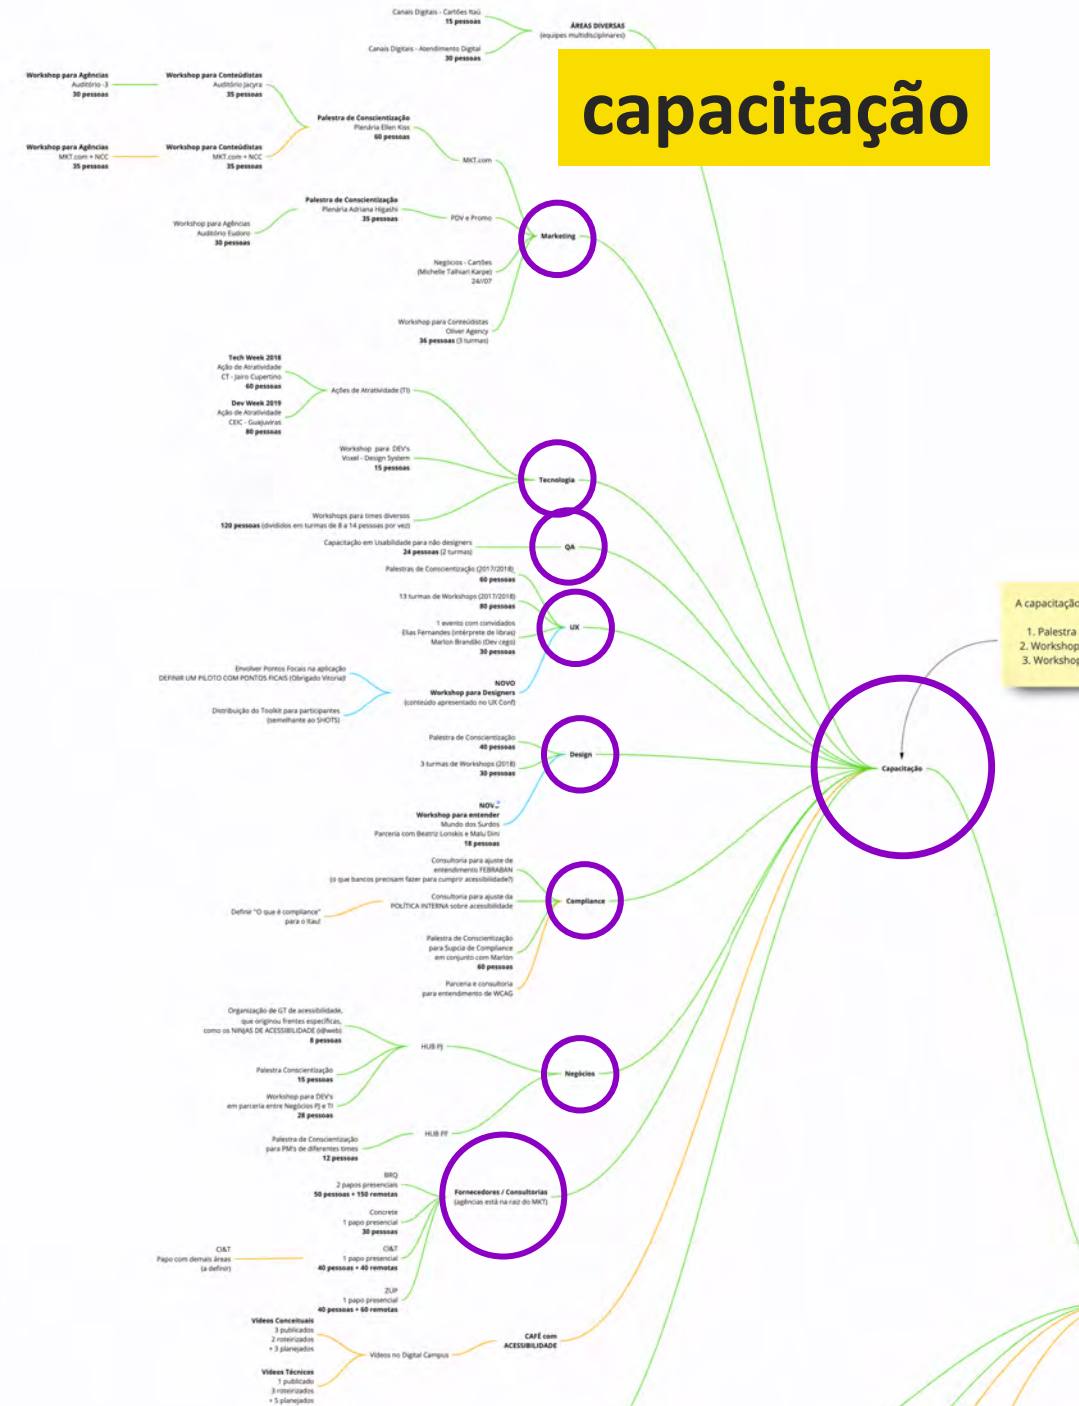 capacitação
Canais Digitais - Cartões Itaú
15 pessoas
Canais Digitais - Atendimento Digital
30 pessoas
ÁREAS DIVERSAS
(equipes multidisciplinares)
Workshop para Agências
Auditório -3
30 pessoas
Workshop para Conteúdistas
Auditório Jacyra
35 pessoas
Workshop para Agências
MKT.com + NCC
35 pessoas
Workshop para Conteúdistas
MKT.com + NCC
35 pessoas
Palestra de Conscientização
Plenária Ellen Kiss
60 pessoas
MKT.com
Palestra de Conscientização
Plenária Adriana Higashi
35 pessoas
PDV e Promo
Workshop para Agências
Auditório Eudoro
30 pessoas
Marketing
Negócios - Cartões
(Michelle Talhiari Karpe)
24//07
Workshop para Conteúdistas
Oliver Agency
36 pessoas (3 turmas)
Tech Week 2018
Ação de Atratividade
CT - Jairo Cupertino
60 pessoas
Dev Week 2019
Ação de Atratividade
CEIC - Guajuviras
80 pessoas
Ações de Atratividade (TI)
Workshop para DEV's
Voxel - Design System
15 pessoas
Tecnologia
Workshops para times diversos
120 pessoas (divididos em turmas de 8 a 14 pessoas por vez)
Capacitação em Usabilidade para não designers
24 pessoas (2 turmas)
QA
Palestras de Conscientização (2017/2018)
60 pessoas
13 turmas de Workshops (2017/2018)
80 pessoas
1 evento com convidados
Elias Fernandes (intérprete de libras)
Marlon Brandão (Dev cego)
30 pessoas
UX
Envolver Pontos Focais na aplicação
DEFINIR UM PILOTO COM PONTOS FICAIS (Obrigado Vitoria)!
Distribuição do Toolkit para participantes
(semelhante ao SHOTS)
NOVO
Workshop para Designers
(conteúdo apresentado no UX Conf)
Palestra de Conscientização
40 pessoas
3 turmas de Workshops (2018)
30 pessoas
Design
Workshop para entender
Mundo dos Surdos
Parceria com Beatriz Lonskis e Malu Dini
18 pessoas
A capacitação
1. Palestra
2. Workshop
3. Workshop
Capacitação
Consultoria para ajuste de
entendimento FEBRABAN
(o que bancos precisam fazer para cumprir acessibilidade?)
Consultoria para ajuste da
POLÍTICA INTERNA sobre acessibilidade
Definir "O que é compliance"
para o Itau!
Compliance
Palestra de Conscientização
para Supcia de Compliance
em conjunto com Marlon
60 pessoas
Parceria e consultoria
para entendimento de WCAG
Organização de GT de acessibilidade,
que originou frentes específicas,
como os NINJAS DE ACESSIBILIDADE (i@web)
8 pessoas
Palestra Conscientização
15 pessoas
Workshop para DEV's
em parceria entre Negócios PJ e TI
28 pessoas
HUB PJ
Negócios
HUB PF
Palestra de Conscientização
para PM's de diferentes times
12 pessoas
BRQ
2 papos presenciais
50 pessoas + 150 remotas
Concrete
1 papo presencial
30 pessoas
Fornecedores / Consultorias
(agências está na raiz do MKT)
CI&T
Papo com demais áreas
(a definir)
CI&T
1 papo presencial
40 pessoas + 40 remotas
ZUP
1 papo presencial
40 pessoas + 60 remotas
Vídeos Conceituais
3 publicados
2 roteirizados
+ 3 planejados
Vídeos Técnicos
1 publicado
3 roteirizados
+ 5 planejados
Vídeos no Digital Campus
CAFÉ com
ACESSIBILIDADE